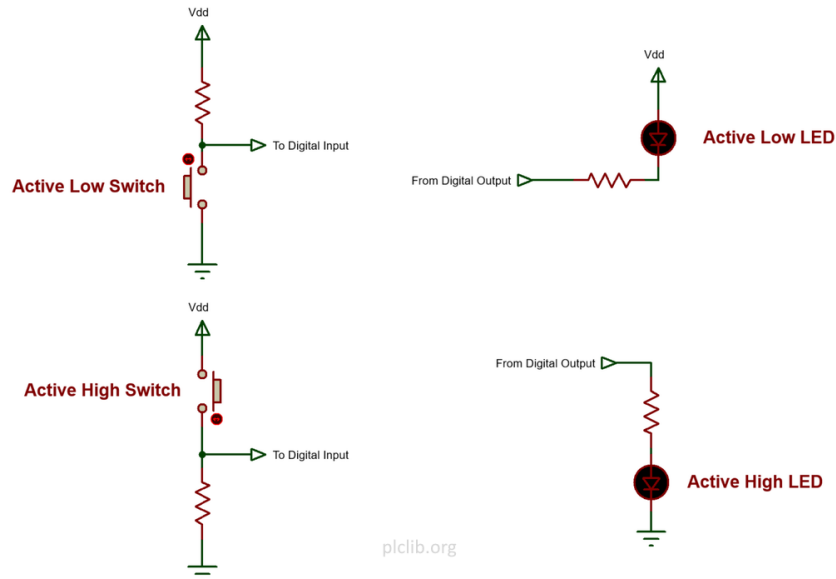 Vdd
To Digital Input
Active Low Switch
Vdd
Active Low LED
From Digital Output
Vdd
Active High Switch
To Digital Input
From Digital Output
Active High LED
plclib.org